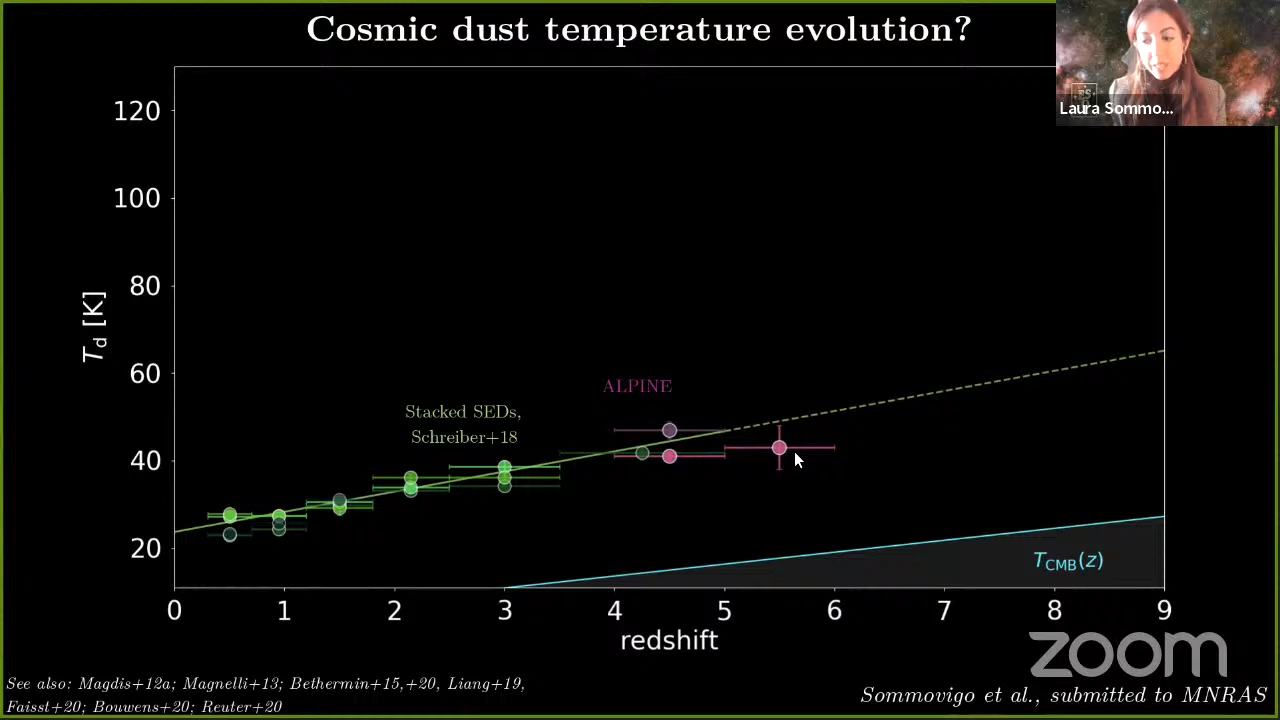 Cosmic dust temperature evolution?
Laura Sommo...
120
100
80
60
40
20
T_d [K]
ALPINE
Stacked SEDs,
Schreiber+18
T_CMB(z)
0 1 2 3 4 5 6 7 8 9
redshift
zoom
See also: Magdis+12a; Magnelli+13; Bethermin+15,+20, Liang+19,
Faisst+20; Bouwens+20; Reuter+20
Sommovigo et al., submitted to MNRAS